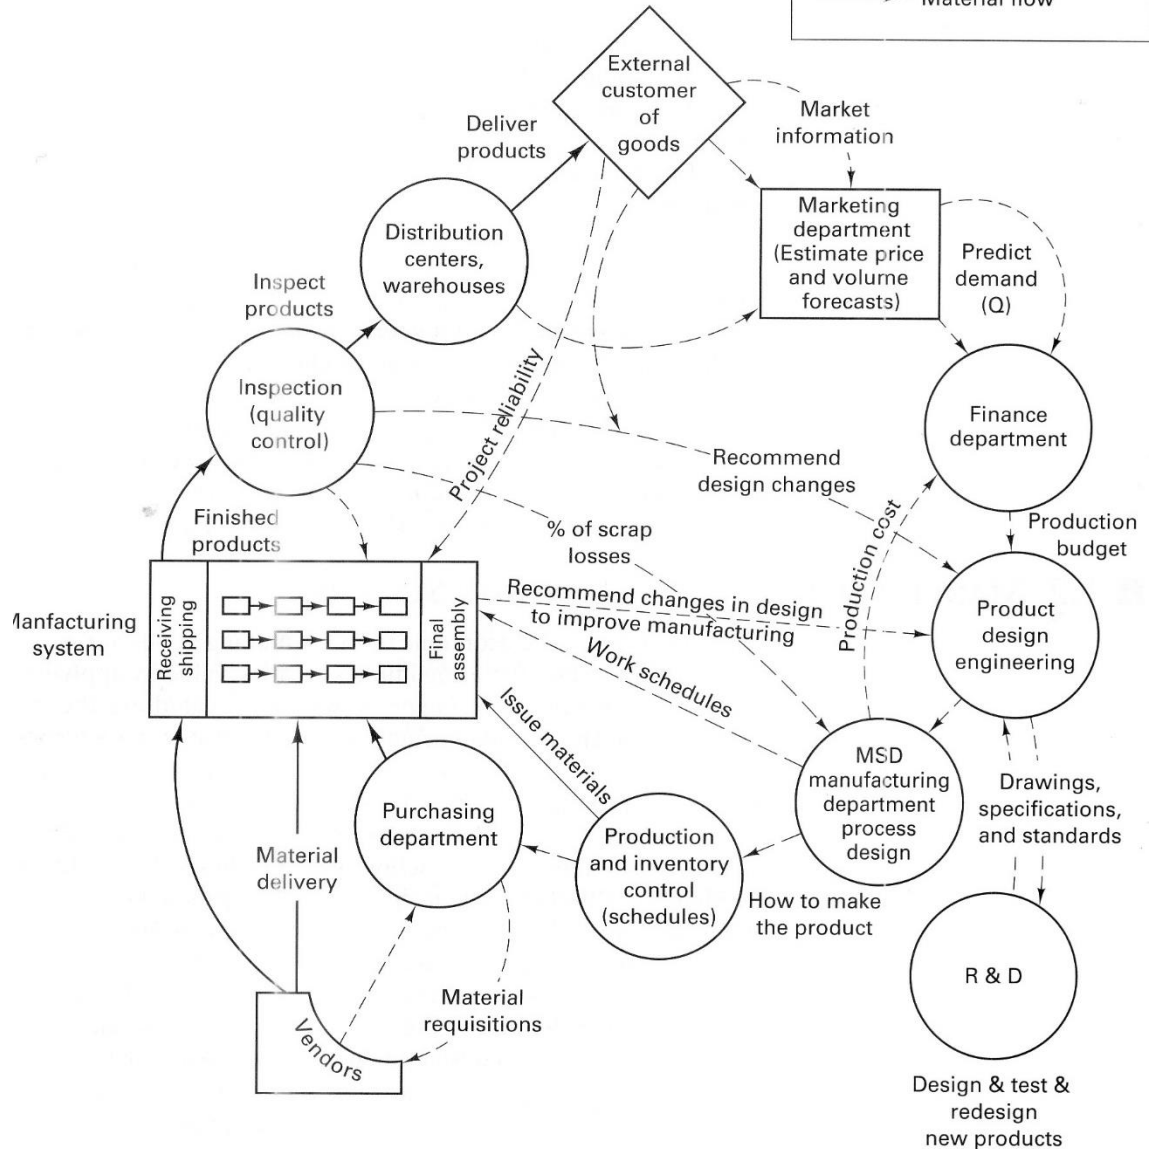 Material flow
External
customer
of
goods
Market
information
Deliver
products
Marketing
department
(Estimate price
and volume
forecasts)
Distribution
centers,
warehouses
Predict
demand
(Q)
Inspect
products
Inspection
(quality
control)
Project reliability
Finance
department
Recommend
design changes
Finished
products
% of scrap
losses
Production cost
Production
budget
Manfacturing
system
Receiving
shipping
Final
assembly
Recommend changes in design
to improve manufacturing
Product
design
engineering
Work schedules
Issue materials
MSD
manufacturing
department
process
design
Drawings,
specifications,
and standards
Purchasing
department
Production
and inventory
control
(schedules)
Material
delivery
How to make
the product
R & D
Material
requisitions
Vendors
Design & test &
redesign
new products